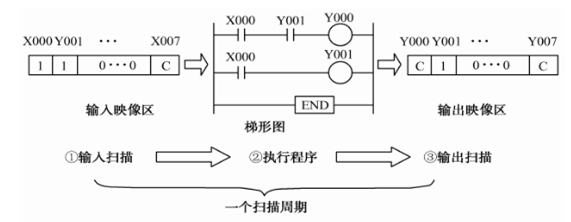 X000 Y001 Y000
X000 Y001 ··· X007
1 1 0···0 C
X000 Y001
END
Y000 Y001 ··· Y007
C 1 0···0 C
输入映像区
梯形图
输出映像区
①输入扫描 ②执行程序 ③输出扫描
一个扫描周期